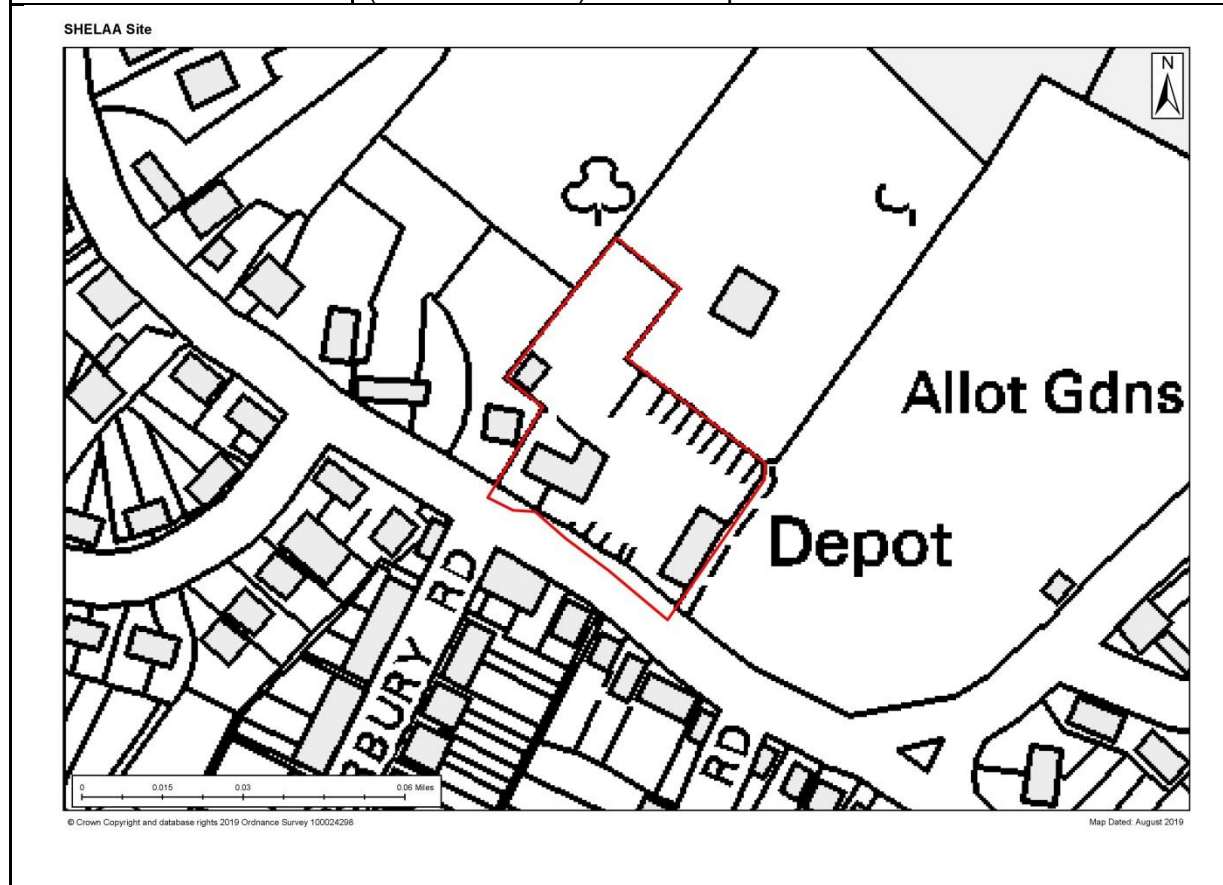 SHELAA Site
N
Allot Gdns
Depot
RD
BURY
RD
0 0.015 0.03 0.06 Miles
© Crown Copyright and database rights 2019 Ordnance Survey 100024298
Map Dated: August 2019